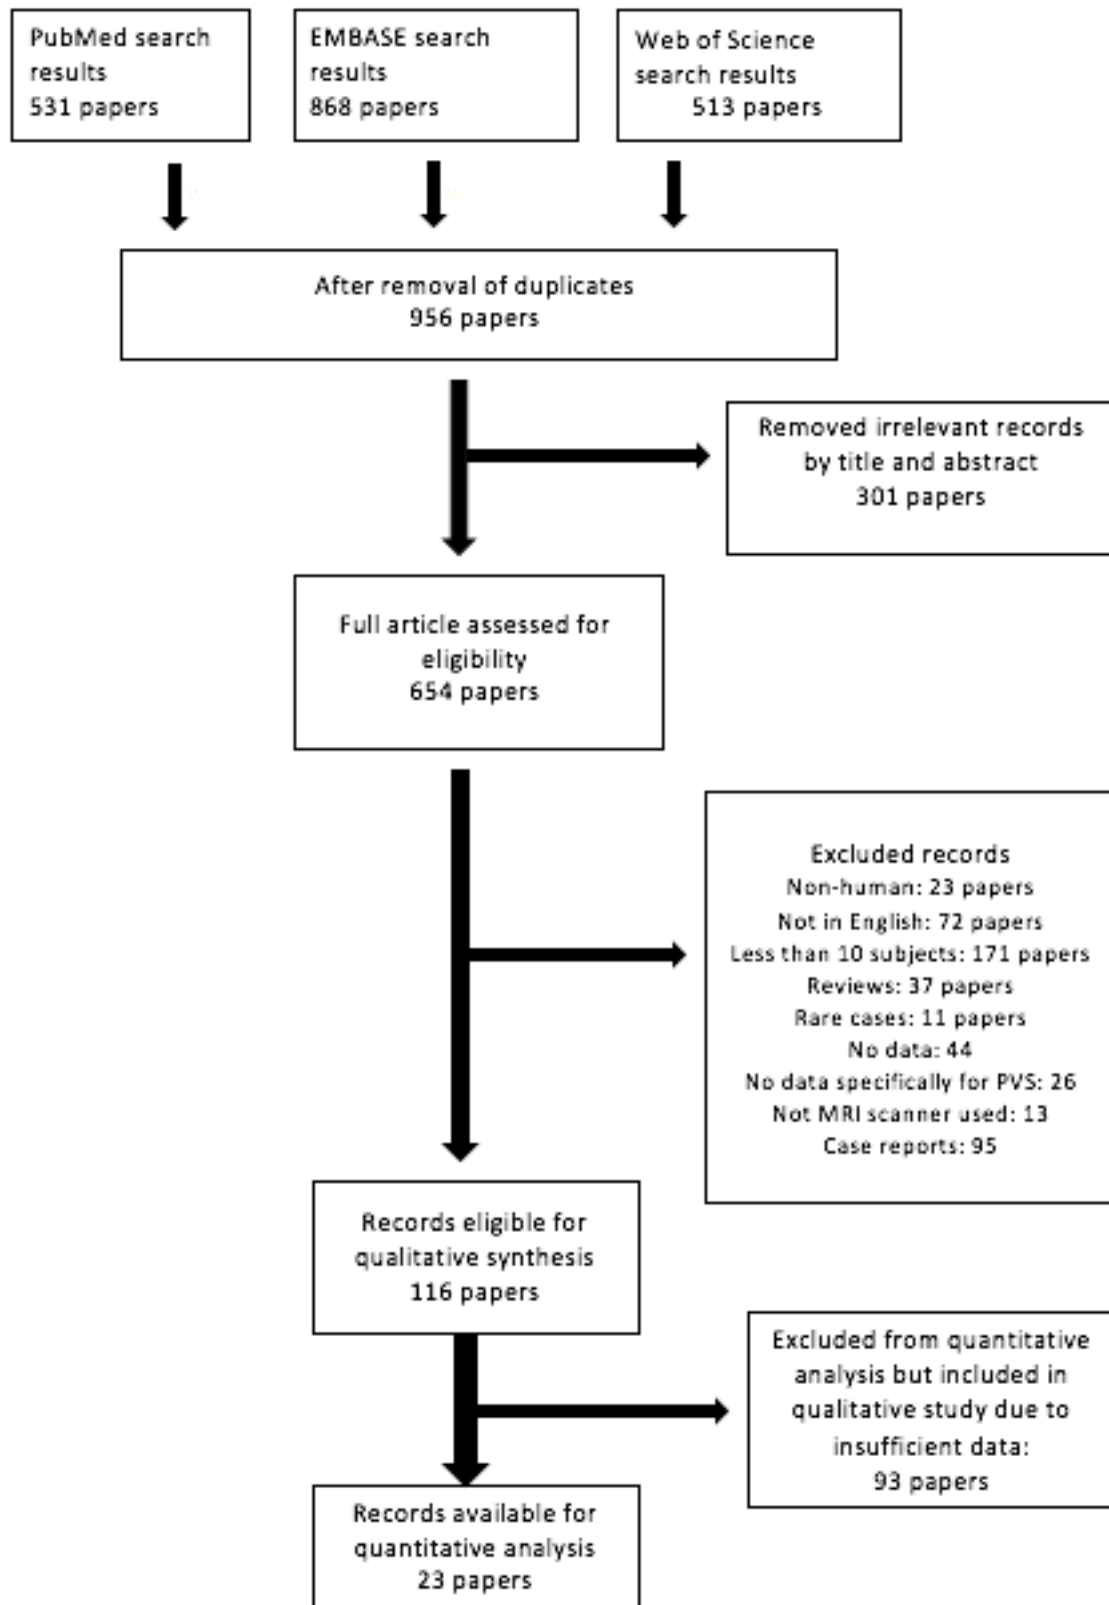 PubMed search
results
531 papers
EMBASE search
results
868 papers
Web of Science
search results
513 papers
After removal of duplicates
956 papers
Removed irrelevant records
by title and abstract
301 papers
Full article assessed for
eligibility
654 papers
Excluded records
Non-human: 23 papers
Not in English: 72 papers
Less than 10 subjects: 171 papers
Reviews: 37 papers
Rare cases: 11 papers
No data: 44
No data specifically for PVS: 26
Not MRI scanner used: 13
Case reports: 95
Records eligible for
qualitative synthesis
116 papers
Excluded from quantitative
analysis but included in
qualitative study due to
insufficient data:
93 papers
Records available for
quantitative analysis
23 papers